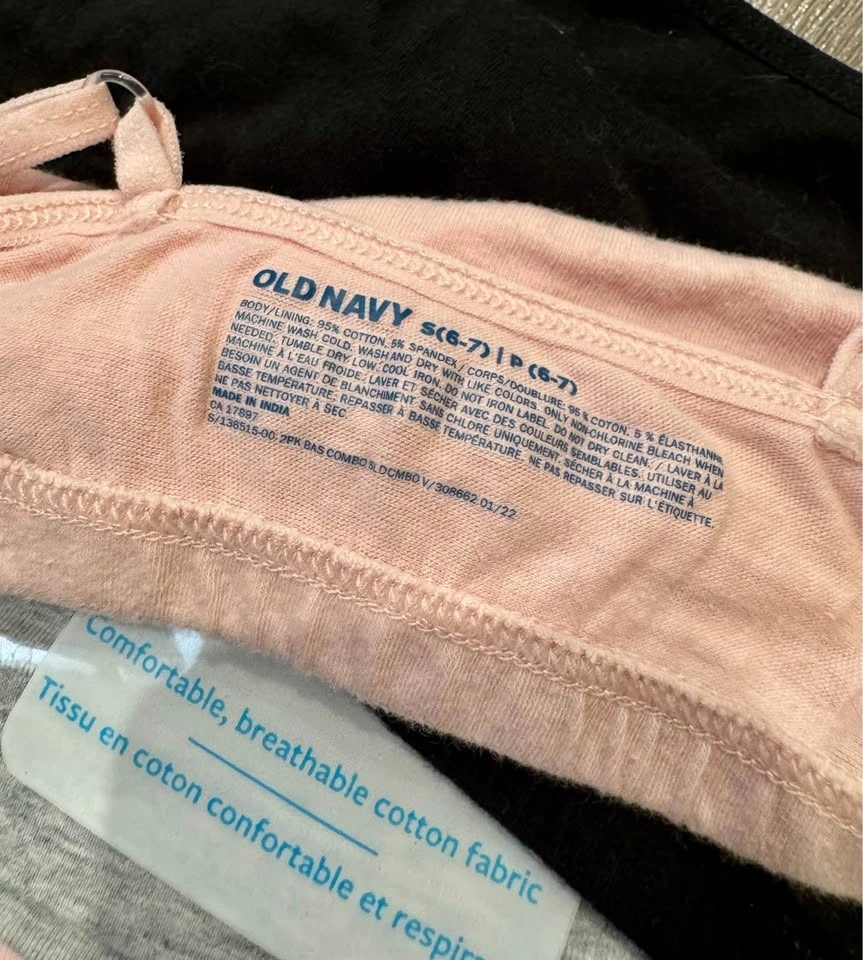 OLD NAVY S(6-7) | P (6-7)
BODY/LINING: 95% COTTON, 5% SPANDEX / CORPS/DOUBLURE: 95 % COTON, 5 % ÉLASTHANNE
MACHINE WASH COLD. WASH AND DRY WITH LIKE COLORS. ONLY NON-CHLORINE BLEACH WHEN
NEEDED. TUMBLE DRY LOW. COOL IRON. DO NOT IRON LABEL. DO NOT DRY CLEAN. / LAVER À LA
MACHINE À L'EAU FROIDE. LAVER ET SÉCHER AVEC DES COULEURS SEMBLABLES. UTILISER AU
BESOIN UN AGENT DE BLANCHIMENT SANS CHLORE UNIQUEMENT. SÉCHER À LA MACHINE À
BASSE TEMPÉRATURE. REPASSER À BASSE TEMPÉRATURE. NE PAS REPASSER SUR L'ÉTIQUETTE.
NE PAS NETTOYER À SEC.
MADE IN INDIA
CA 17897
S/136515-00 2PK BAS COMBO SLDCMBO V/308662 01/22
Comfortable, breathable cotton fabric
Tissu en coton confortable et respira